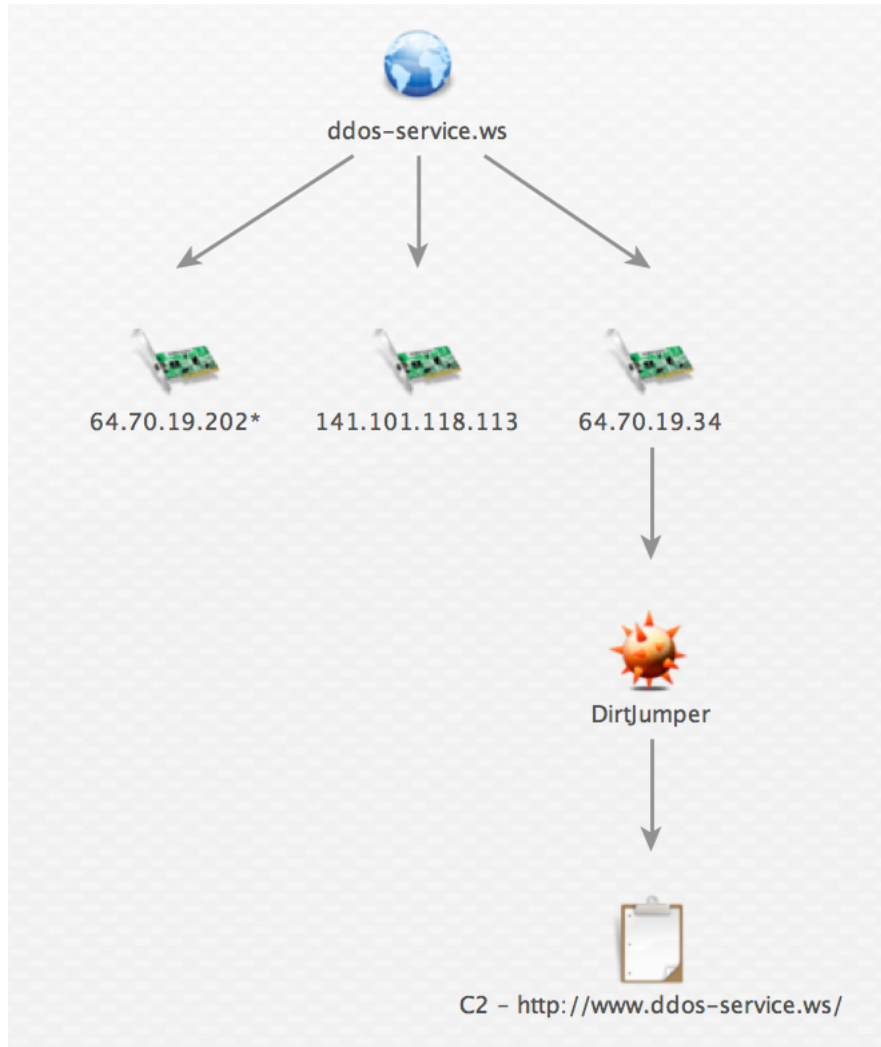 ddos-service.ws
64.70.19.202*
141.101.118.113
64.70.19.34
DirtJumper
C2 - http://www.ddos-service.ws/